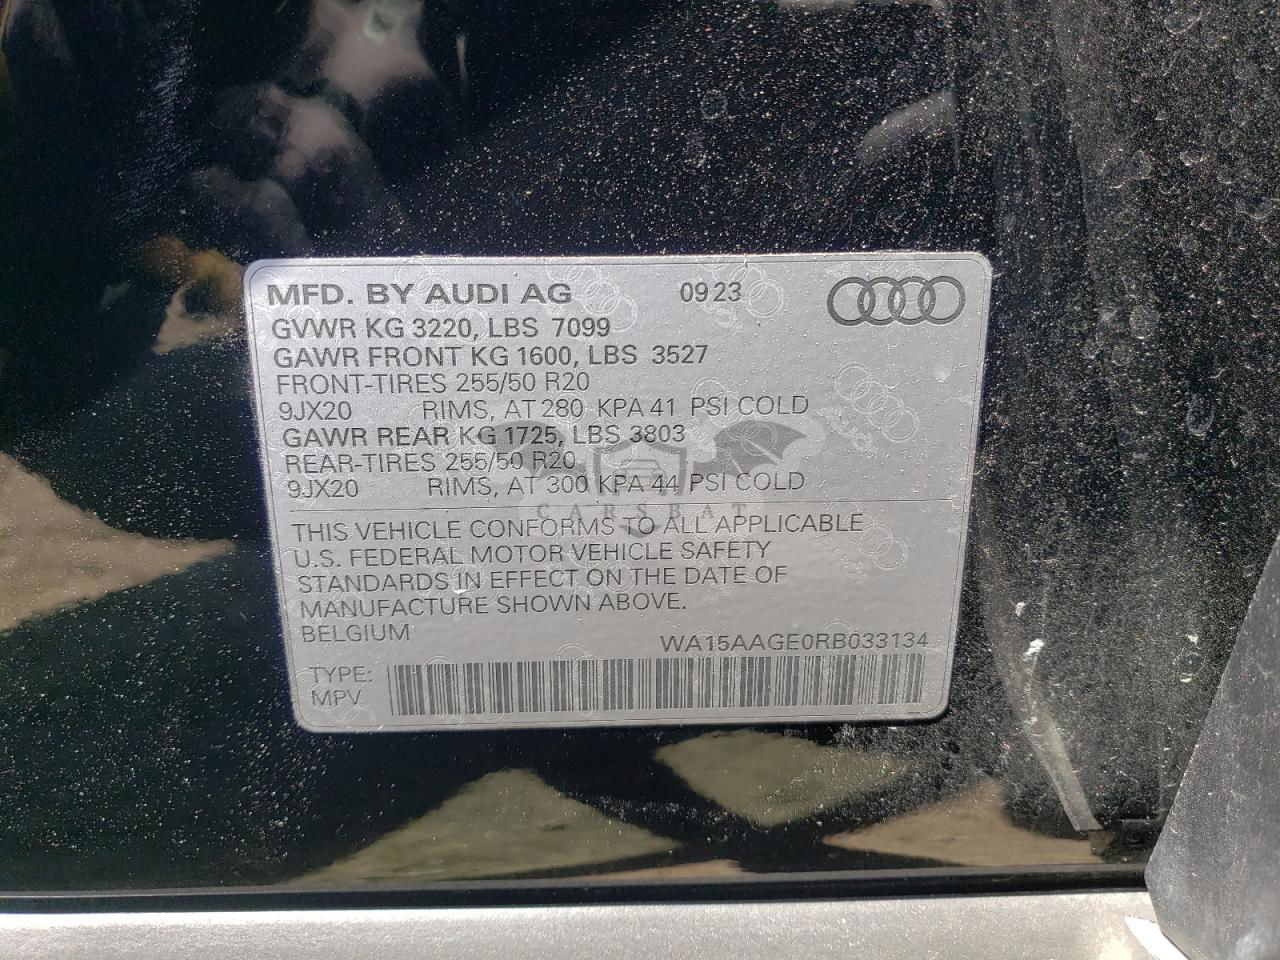 MFD. BY AUDI AG 09 23
GVWR KG 3220, LBS 7099
GAWR FRONT KG 1600, LBS 3527
FRONT-TIRES 255/50 R20
9JX20 RIMS, AT 280 KPA 41 PSI COLD
GAWR REAR KG 1725, LBS 3803
REAR-TIRES 255/50 R20
9JX20 RIMS, AT 300 KPA 44 PSI COLD
CARSBAT
THIS VEHICLE CONFORMS TO ALL APPLICABLE
U.S. FEDERAL MOTOR VEHICLE SAFETY
STANDARDS IN EFFECT ON THE DATE OF
MANUFACTURE SHOWN ABOVE.
BELGIUM WA15AAGE0RB033134
TYPE:
MPV